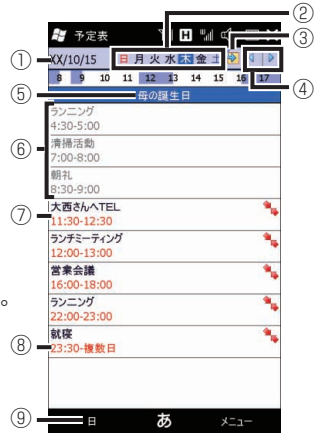 ②
予定表
③
① XX/10/15 日 月 火 水 木 金 土
④
8 9 10 11 12 13 14 15 16 17
⑤ 母の誕生日
ランニング
4:30-5:00
⑥ 清掃活動
7:00-8:00
朝礼
8:30-9:00
⑦ 大西さんへTEL
11:30-12:30
ランチミーティング
12:00-13:00
営業会議
16:00-18:00
ランニング
22:00-23:00
。
就寝
⑧ 23:30-複数日
⑨ 日 あ メニュー